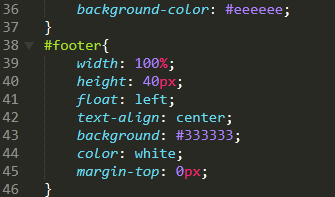 36 background-color: #eeeeee;
37 }
38 #footer{
39 width: 100%;
40 height: 40px;
41 float: left;
42 text-align: center;
43 background: #333333;
44 color: white;
45 margin-top: 0px;
46 }